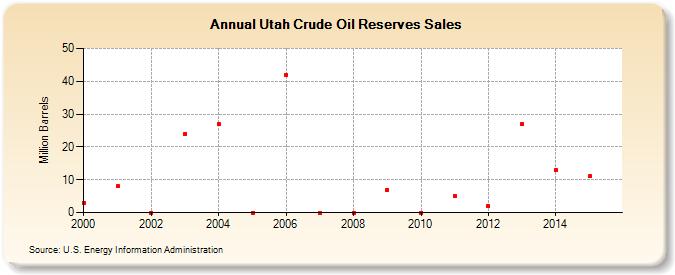 Annual Utah Crude Oil Reserves Sales
Million Barrels
50
40
30
20
10
0
2000 2002 2004 2006 2008 2010 2012 2014
Source: U.S. Energy Information Administration